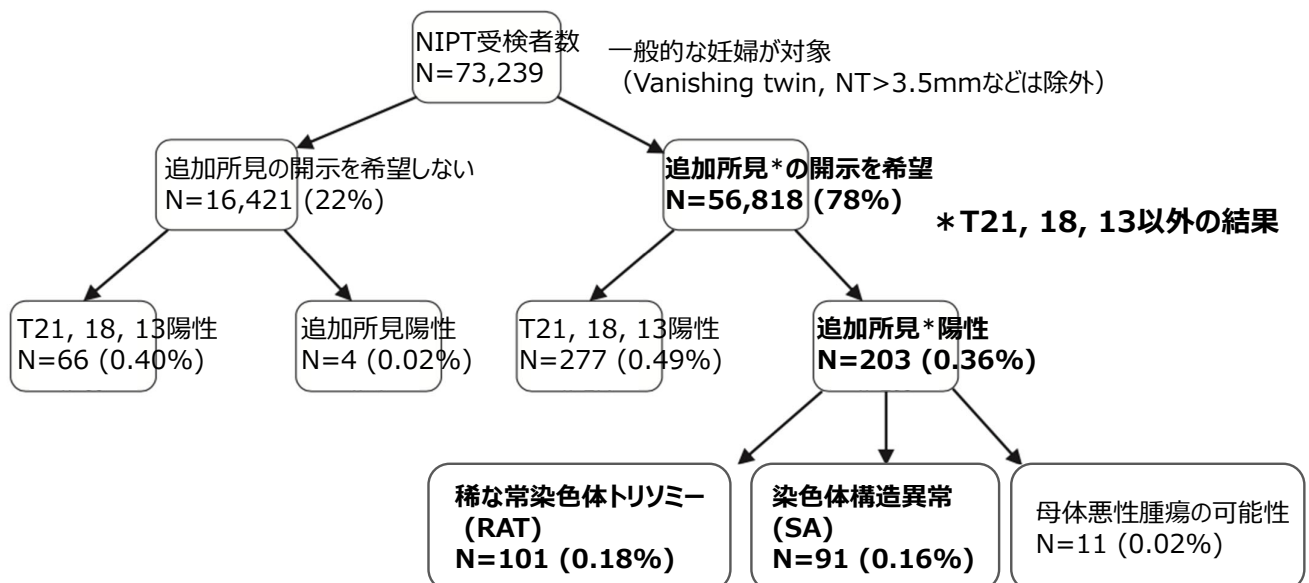 NIPT受検者数
N=73,239
一般的な妊婦が対象
（Vanishing twin, NT>3.5mmなどは除外）
追加所見の開示を希望しない
N=16,421 (22%)
追加所見*の開示を希望
N=56,818 (78%)
＊T21, 18, 13以外の結果
T21, 18, 13陽性
N=66 (0.40%)
追加所見陽性
N=4 (0.02%)
T21, 18, 13陽性
N=277 (0.49%)
追加所見*陽性
N=203 (0.36%)
稀な常染色体トリソミー
(RAT)
N=101 (0.18%)
染色体構造異常
(SA)
N=91 (0.16%)
母体悪性腫瘍の可能性
N=11 (0.02%)